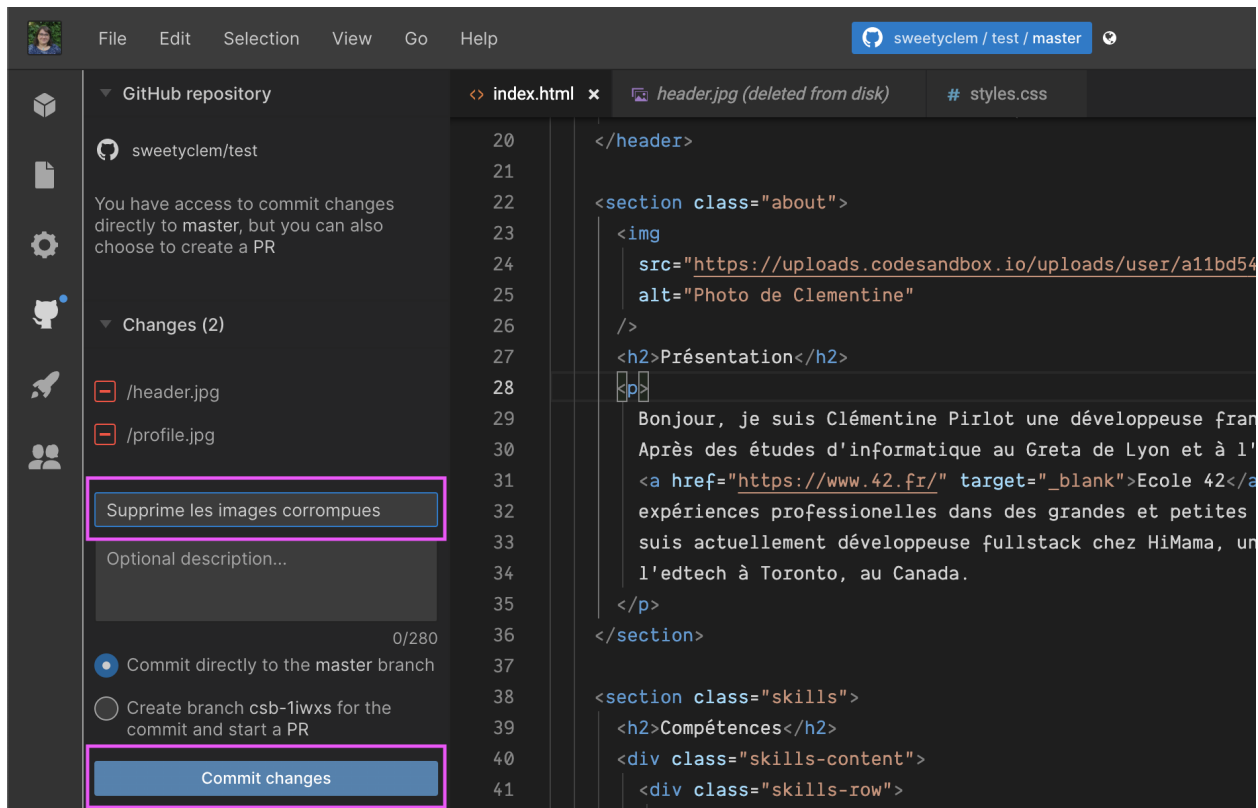 File Edit Selection View Go Help
sweetyclem / test / master
GitHub repository
sweetyclem/test
You have access to commit changes
directly to master, but you can also
choose to create a PR
Changes (2)
/header.jpg
/profile.jpg
Supprime les images corrompues
Optional description...
0/280
Commit directly to the master branch
Create branch csb-1iwxs for the
commit and start a PR
Commit changes
<> index.html × header.jpg (deleted from disk) # styles.css
20 </header>
21
22 <section class="about">
23 <img
24 src="https://uploads.codesandbox.io/uploads/user/a11bd54
25 alt="Photo de Clementine"
26 />
27 <h2>Présentation</h2>
28 <p>
29 Bonjour, je suis Clémentine Pirlot une développeuse fran
30 Après des études d'informatique au Greta de Lyon et à l'
31 <a href="https://www.42.fr/" target="_blank">Ecole 42</a
32 expériences professionelles dans des grandes et petites
33 suis actuellement développeuse fullstack chez HiMama, un
34 l'edtech à Toronto, au Canada.
35 </p>
36 </section>
37
38 <section class="skills">
39 <h2>Compétences</h2>
40 <div class="skills-content">
41 <div class="skills-row">